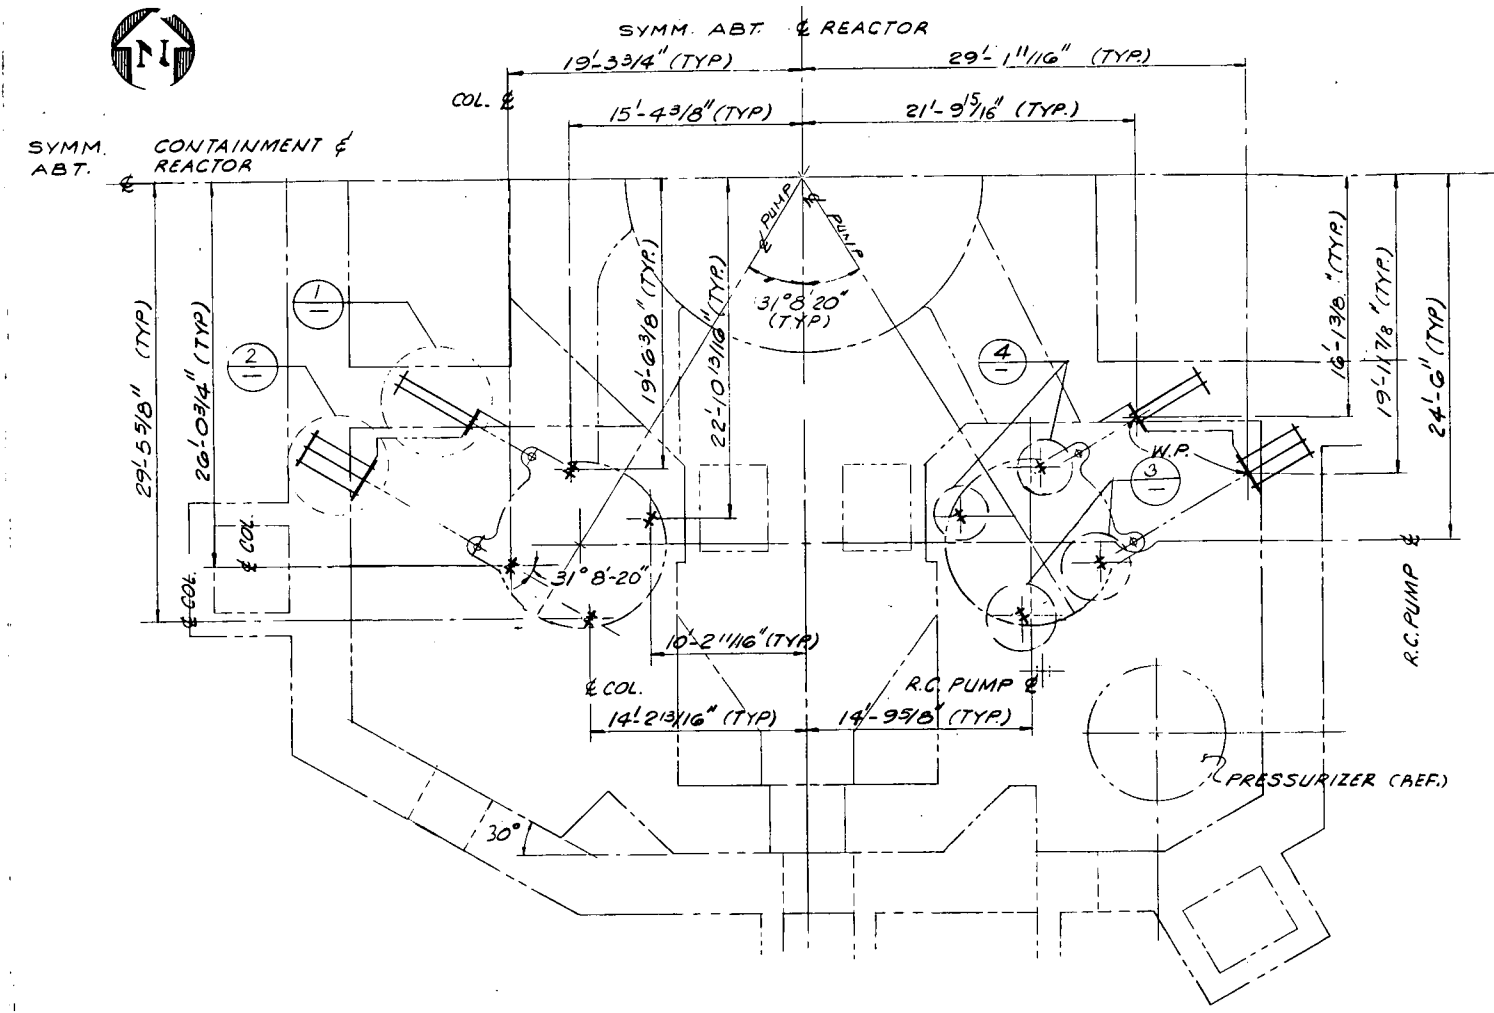 N
SYMM. ABT. ℄ REACTOR
19'-3 3/4" (TYP)
29'-1 11/16" (TYP.)
COL. ℄
15'-4 3/8" (TYP)
21'-9 15/16" (TYP.)
SYMM.
ABT.
℄
CONTAINMENT ℄
REACTOR
℄ PUMP
℄ PUMP
31° 8' 20"
(TYP)
29'-5 5/8" (TYP)
26'-0 3/4" (TYP)
19'-6 3/8" (TYP.)
22'-10 13/16" (TYP.)
16'-1 3/8" (TYP.)
19'-11 7/8" (TYP.)
24'-6" (TYP)
1
2
4
W.P.
3
℄ COL.
℄ COL.
31° 8'-20"
R.C. PUMP ℄
10'-2 11/16" (TYP.)
℄ COL.
R.C. PUMP ℄
14'-2 13/16" (TYP)
14'-9 5/8" (TYP.)
PRESSURIZER (REF.)
30°